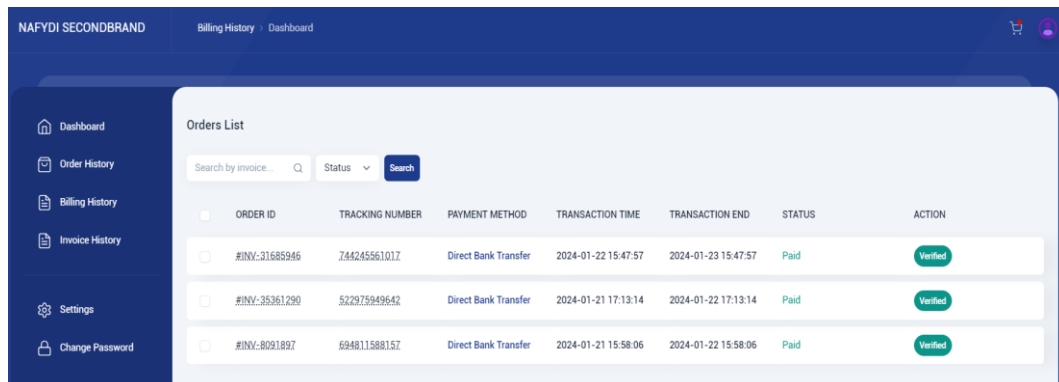 NAFYDI SECONDBRAND
Billing History > Dashboard
Dashboard
Order History
Billing History
Invoice History
Settings
Change Password
Orders List
Search by invoice...
Status
Search
ORDER ID TRACKING NUMBER PAYMENT METHOD TRANSACTION TIME TRANSACTION END STATUS ACTION
#INV-31685946 744245561017 Direct Bank Transfer 2024-01-22 15:47:57 2024-01-23 15:47:57 Paid Verified
#INV-35361290 522975949642 Direct Bank Transfer 2024-01-21 17:13:14 2024-01-22 17:13:14 Paid Verified
#INV-8091897 694811588157 Direct Bank Transfer 2024-01-21 15:58:06 2024-01-22 15:58:06 Paid Verified